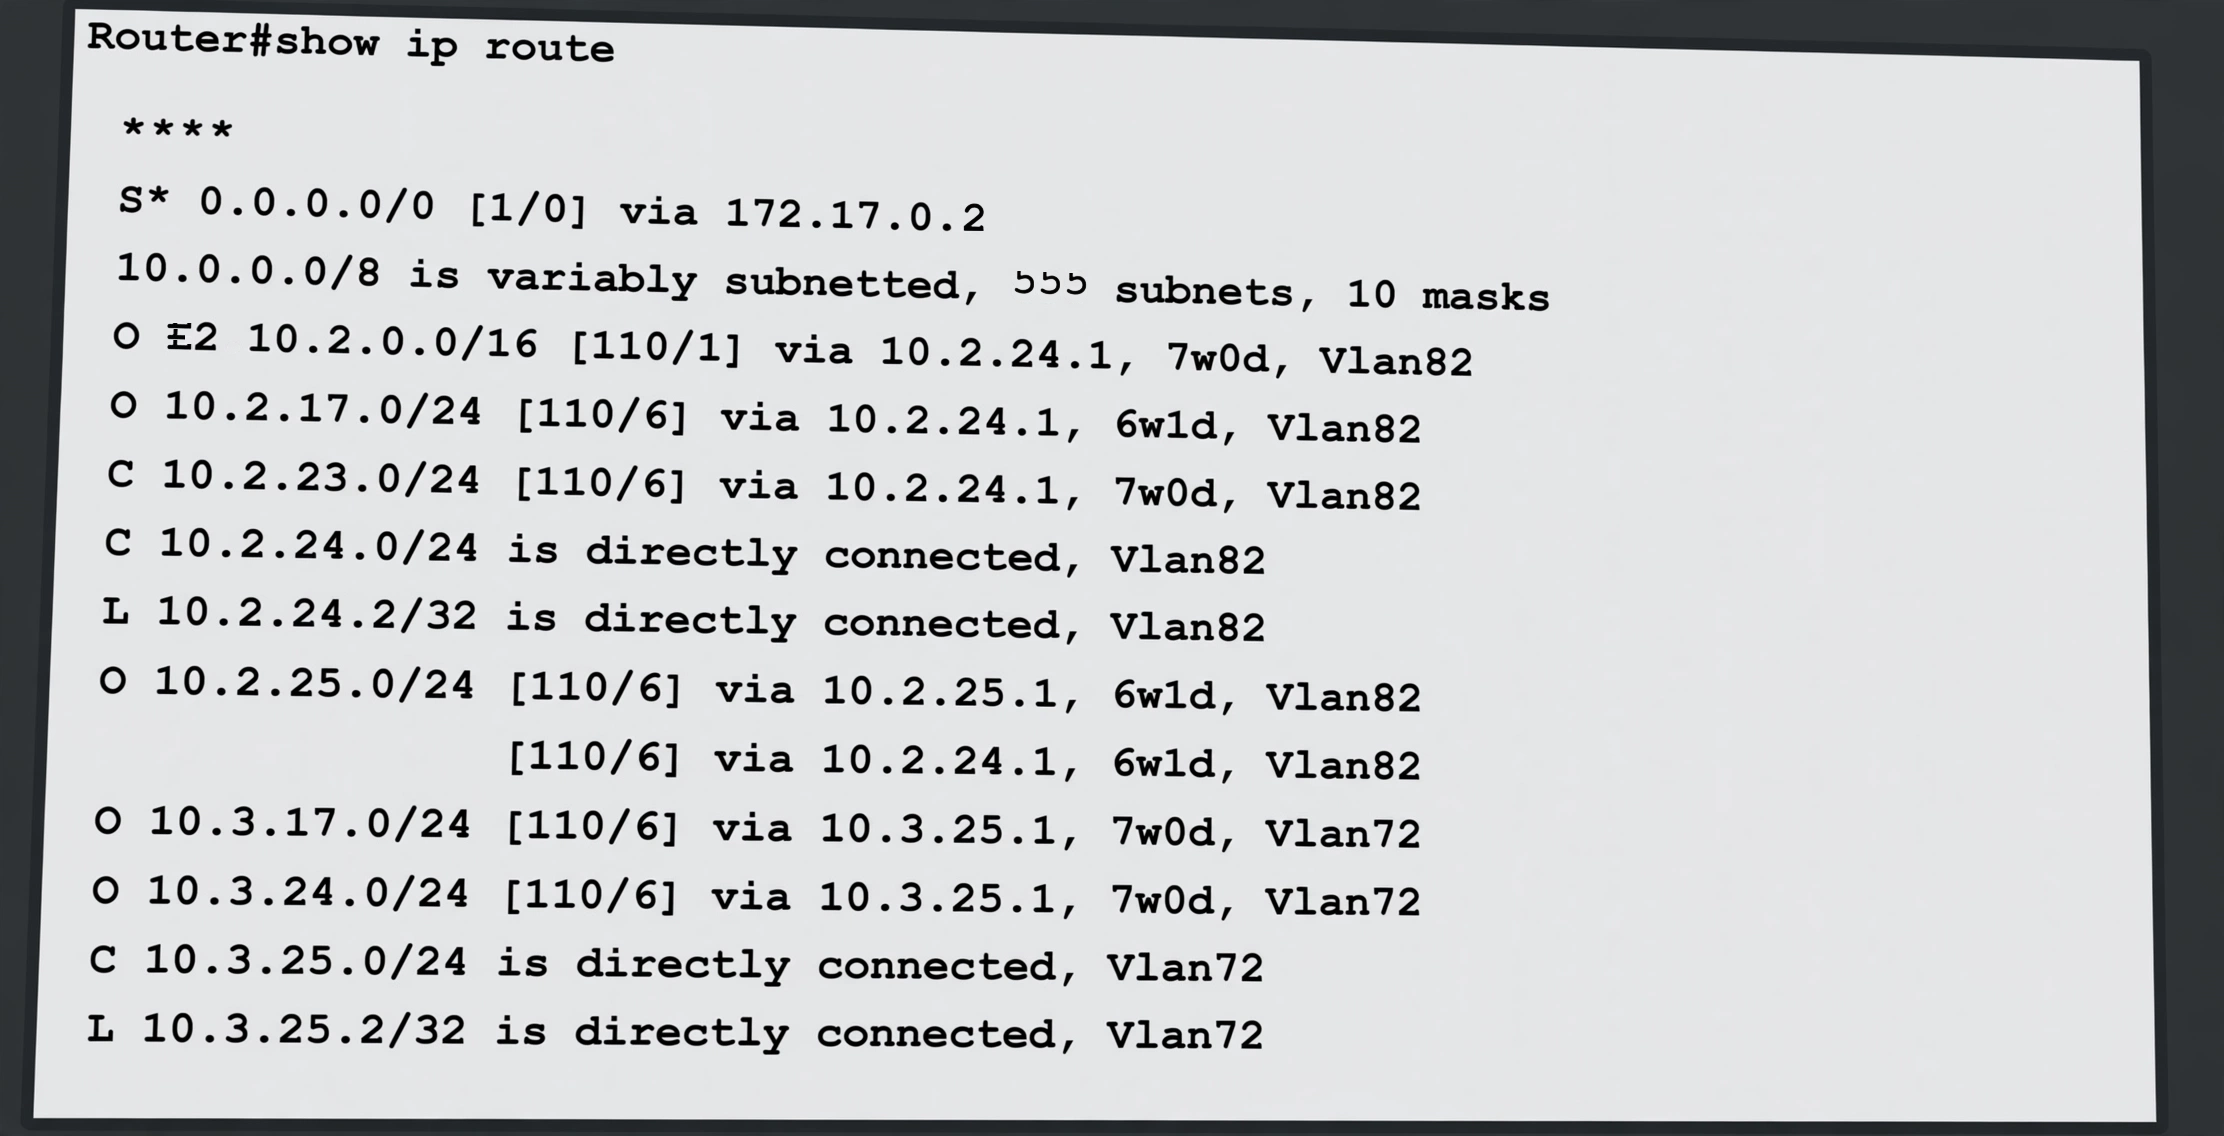 Router#show ip route
****
S* 0.0.0.0/0 [1/0] via 172.17.0.2
10.0.0.0/8 is variably subnetted, 555 subnets, 10 masks
O E2 10.2.0.0/16 [110/1] via 10.2.24.1, 7w0d, Vlan82
O 10.2.17.0/24 [110/6] via 10.2.24.1, 6w1d, Vlan82
C 10.2.23.0/24 [110/6] via 10.2.24.1, 7w0d, Vlan82
C 10.2.24.0/24 is directly connected, Vlan82
L 10.2.24.2/32 is directly connected, Vlan82
O 10.2.25.0/24 [110/6] via 10.2.25.1, 6w1d, Vlan82
[110/6] via 10.2.24.1, 6w1d, Vlan82
O 10.3.17.0/24 [110/6] via 10.3.25.1, 7w0d, Vlan72
O 10.3.24.0/24 [110/6] via 10.3.25.1, 7w0d, Vlan72
C 10.3.25.0/24 is directly connected, Vlan72
L 10.3.25.2/32 is directly connected, Vlan72